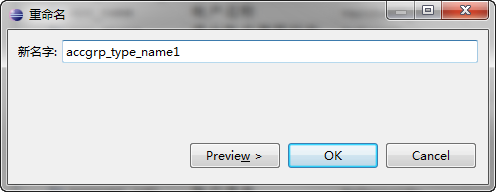 重命名
新名字: accgrp_type_name1
Preview >
OK
Cancel